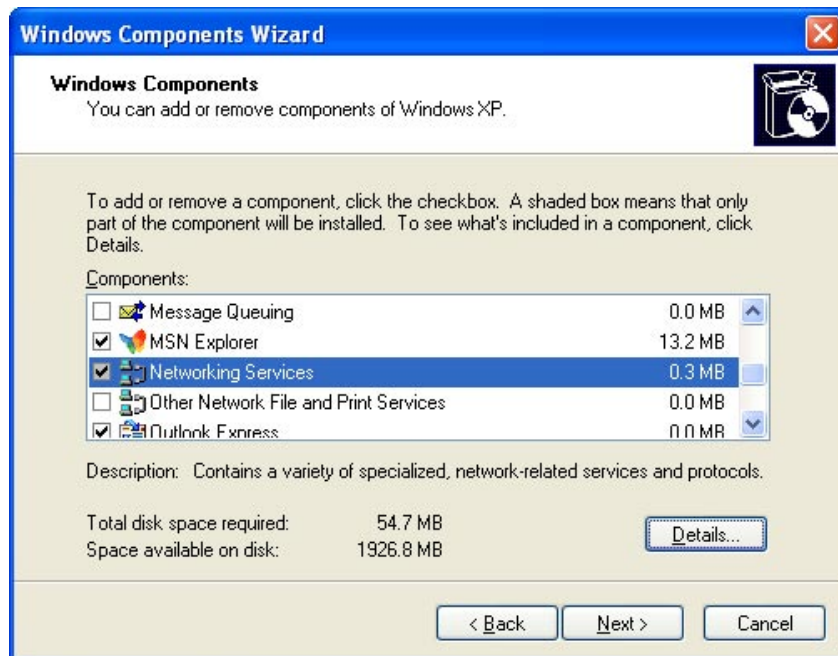 Windows Components Wizard
Windows Components
You can add or remove components of Windows XP.
To add or remove a component, click the checkbox. A shaded box means that only
part of the component will be installed. To see what's included in a component, click
Details.
Components:
Message Queuing 0.0 MB
MSN Explorer 13.2 MB
Networking Services 0.3 MB
Other Network File and Print Services 0.0 MB
Outlook Express 0.0 MB
Description: Contains a variety of specialized, network-related services and protocols.
Total disk space required: 54.7 MB
Space available on disk: 1926.8 MB
Details...
< Back Next > Cancel